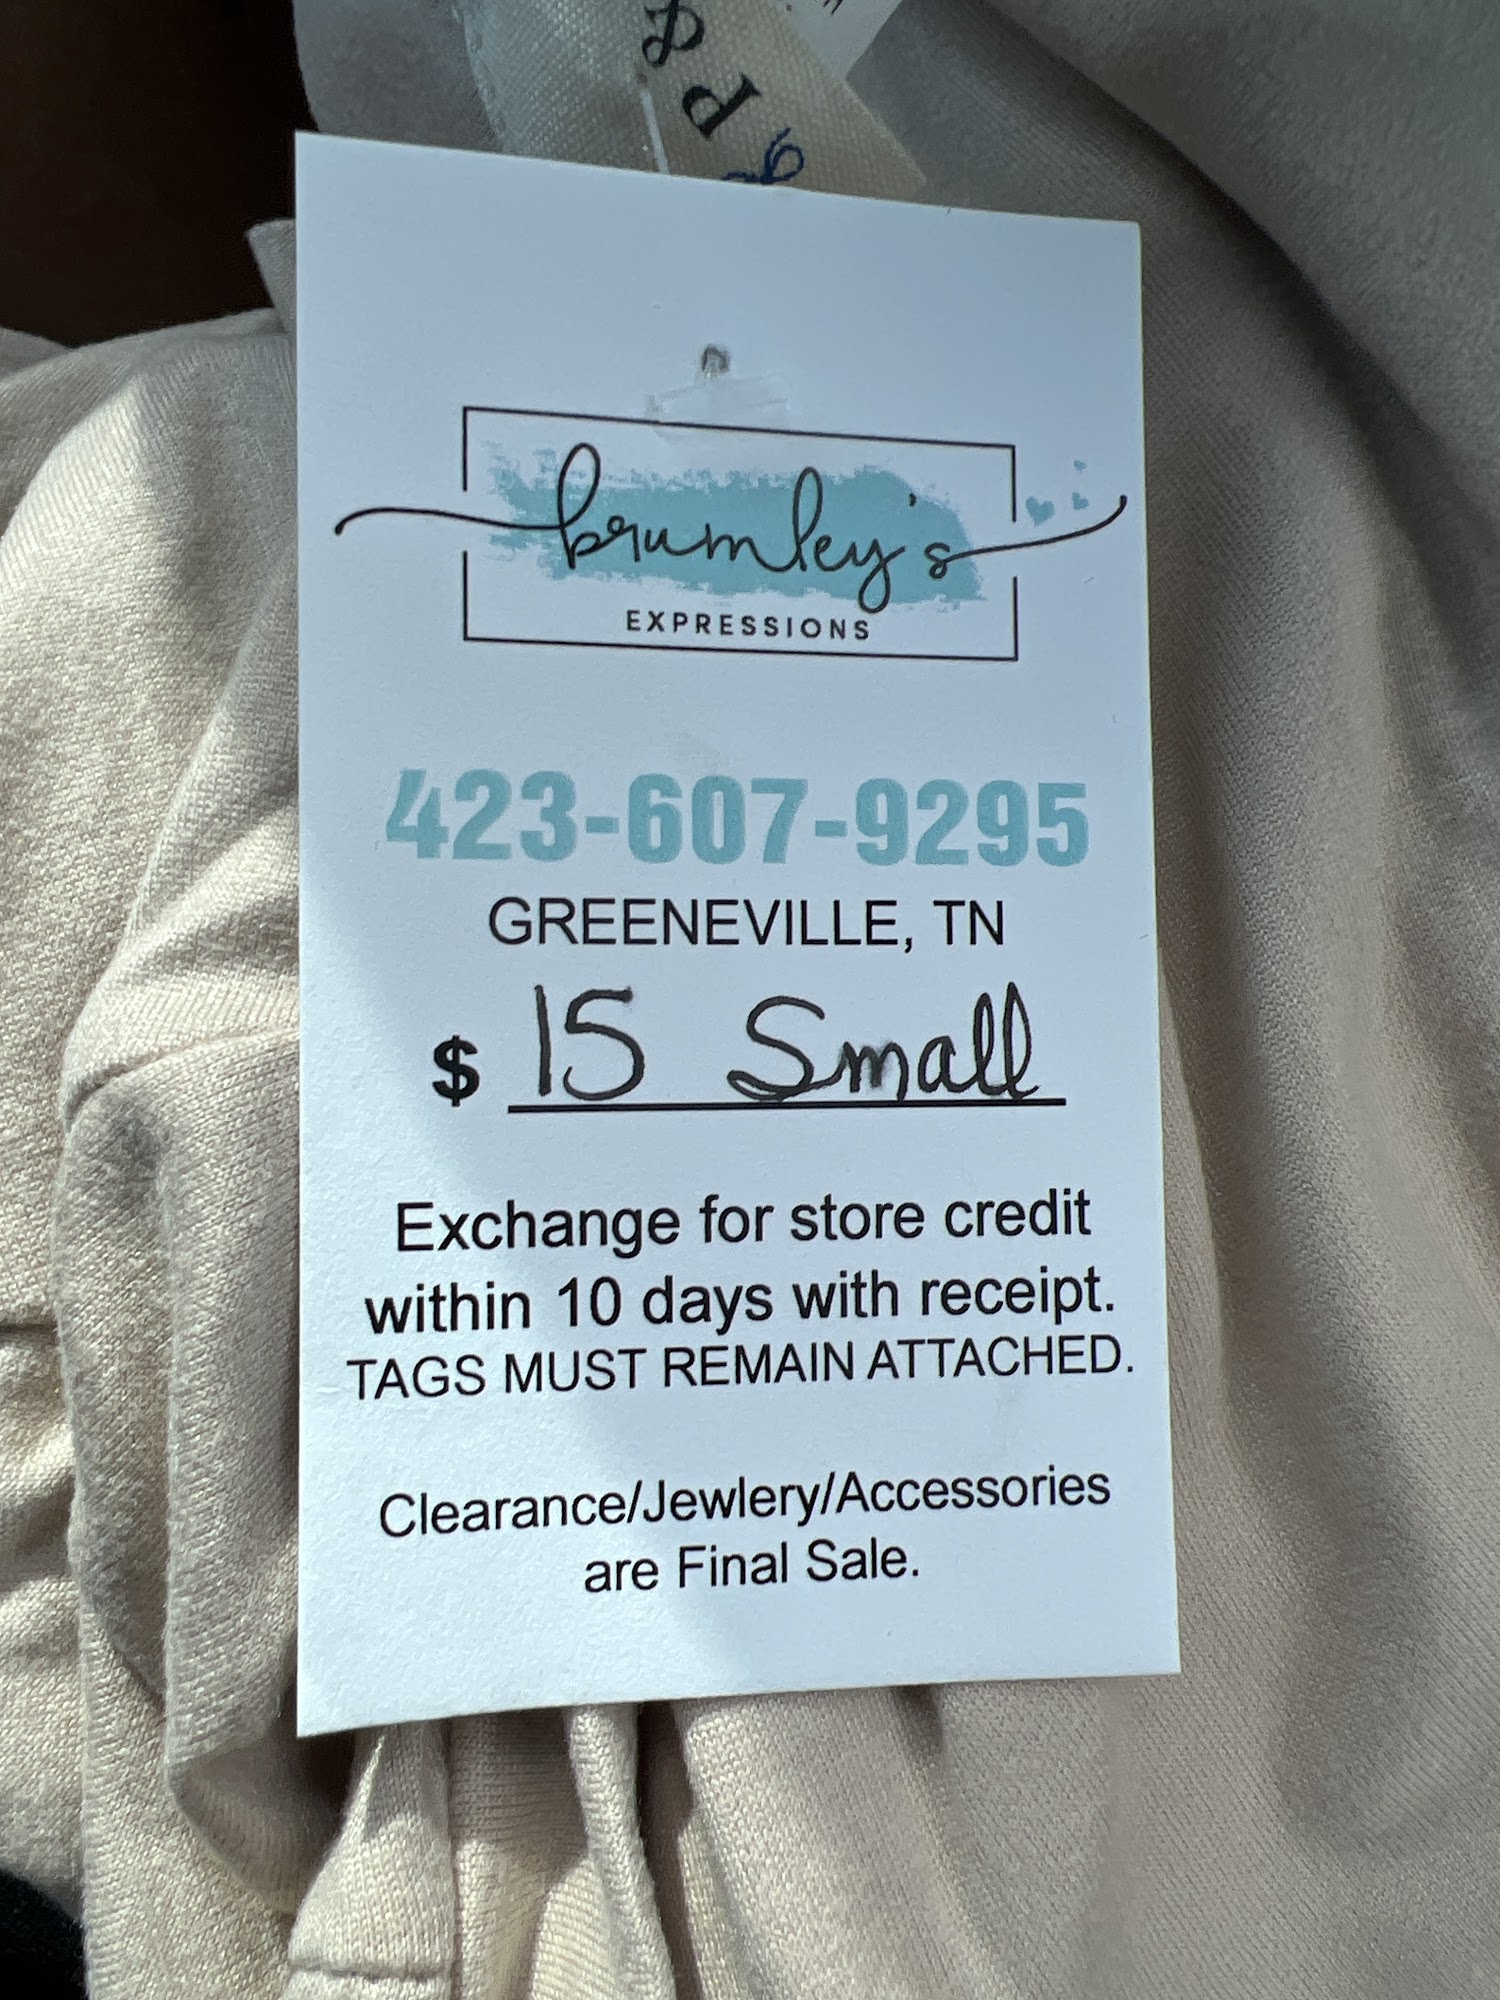 brumley's
EXPRESSIONS
423-607-9295
GREENEVILLE, TN
$ 15 Small
Exchange for store credit
within 10 days with receipt.
TAGS MUST REMAIN ATTACHED.
Clearance/Jewlery/Accessories
are Final Sale.